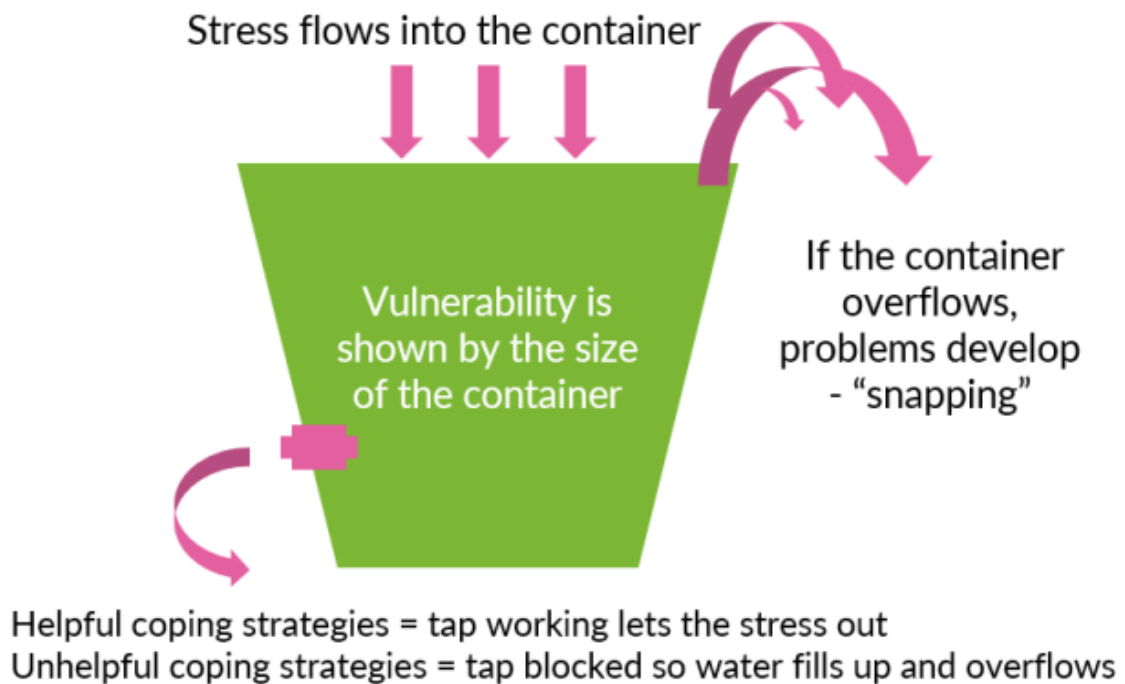 Stress flows into the container
Vulnerability is
shown by the size
of the container
If the container
overflows,
problems develop
- “snapping”
Helpful coping strategies = tap working lets the stress out
Unhelpful coping strategies = tap blocked so water fills up and overflows